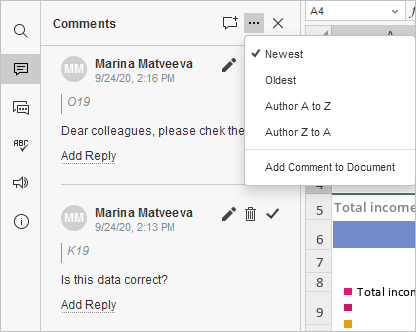 Comments
A4
A
Newest
Oldest
Author A to Z
Author Z to A
Add Comment to Document
MM
Marina Matveeva
9/24/20, 2:16 PM
O19
Dear colleagues, please chek the
Add Reply
MM
Marina Matveeva
9/24/20, 2:13 PM
K19
Is this data correct?
Add Reply
ABC
4
5
Total income
6
7
8
Total incor
9